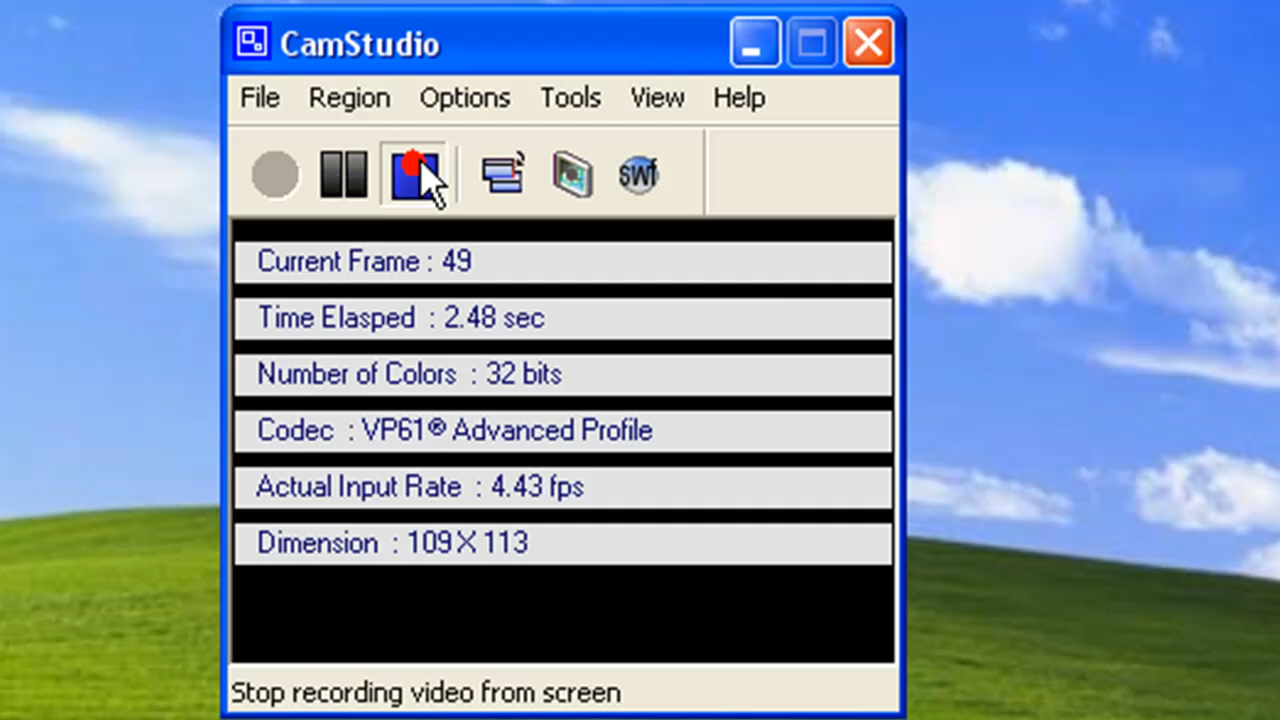 CamStudio
File Region Options Tools View Help
swf
Current Frame : 49
Time Elasped : 2.48 sec
Number of Colors : 32 bits
Codec : VP61® Advanced Profile
Actual Input Rate : 4.43 fps
Dimension : 109 X 113
Stop recording video from screen